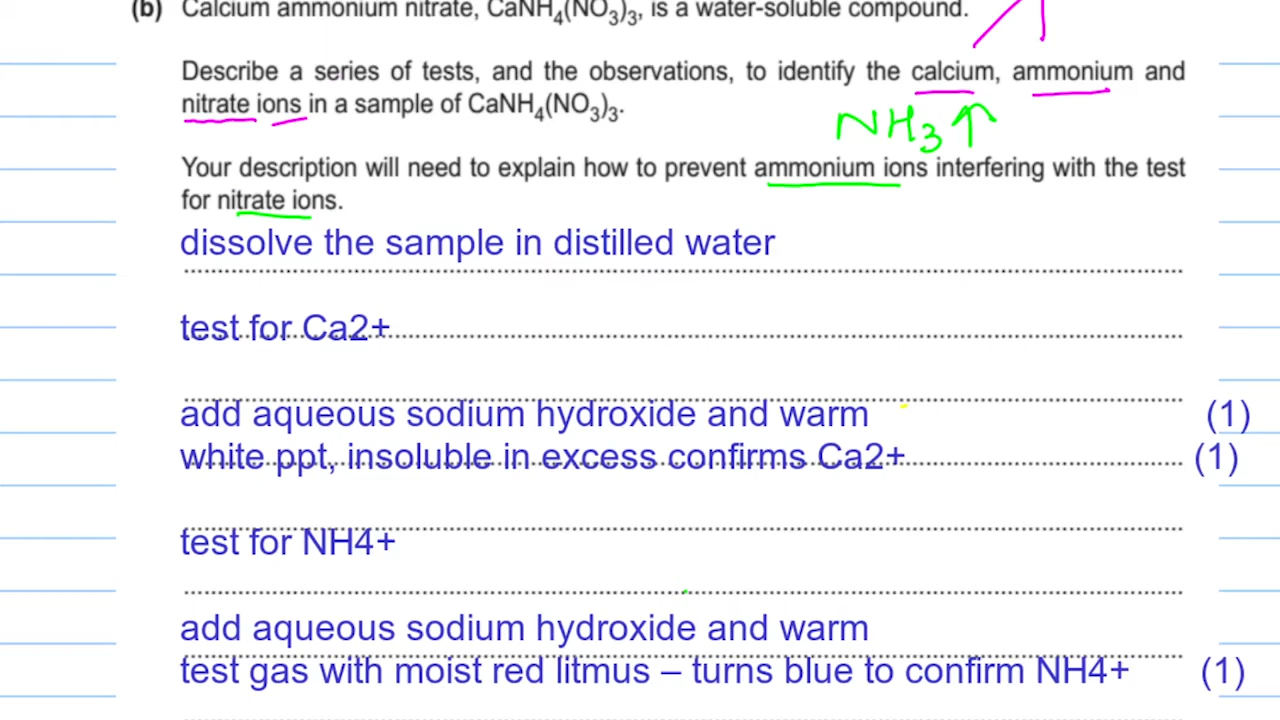 (b) Calcium ammonium nitrate, CaNH₄(NO₃)₃, is a water-soluble compound.
Describe a series of tests, and the observations, to identify the calcium, ammonium and
nitrate ions in a sample of CaNH₄(NO₃)₃.
NH₃ ↑
Your description will need to explain how to prevent ammonium ions interfering with the test
for nitrate ions.
dissolve the sample in distilled water
test for Ca2+
add aqueous sodium hydroxide and warm (1)
white ppt, insoluble in excess confirms Ca2+ (1)
test for NH4+
add aqueous sodium hydroxide and warm
test gas with moist red litmus – turns blue to confirm NH4+ (1)